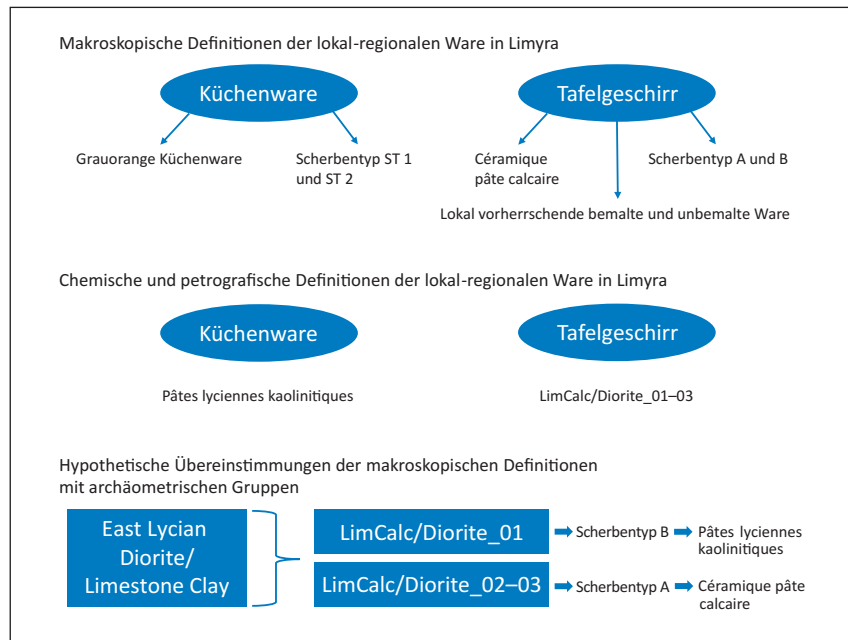 Makroskopische Definitionen der lokal-regionalen Ware in Limyra
Küchenware
Tafelgeschirr
Grauorange Küchenware
Scherbentyp ST 1
und ST 2
Céramique
pâte calcaire
Scherbentyp A und B
Lokal vorherrschende bemalte und unbemalte Ware
Chemische und petrografische Definitionen der lokal-regionalen Ware in Limyra
Küchenware
Tafelgeschirr
Pâtes lyciennes kaolinitiques
LimCalc/Diorite_01–03
Hypothetische Übereinstimmungen der makroskopischen Definitionen
mit archäometrischen Gruppen
East Lycian
Diorite/
Limestone Clay
LimCalc/Diorite_01
Scherbentyp B
Pâtes lyciennes
kaolinitiques
LimCalc/Diorite_02–03
Scherbentyp A
Céramique pâte
calcaire